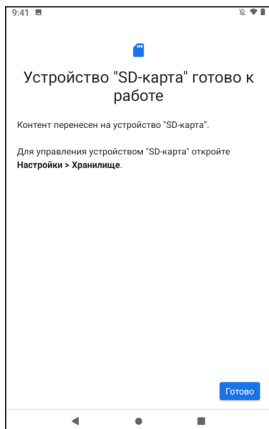 9:41
Устройство "SD-карта" готово к
работе
Контент перенесен на устройство "SD-карта".
Для управления устройством "SD-карта" откройте
Настройки > Хранилище.
Готово